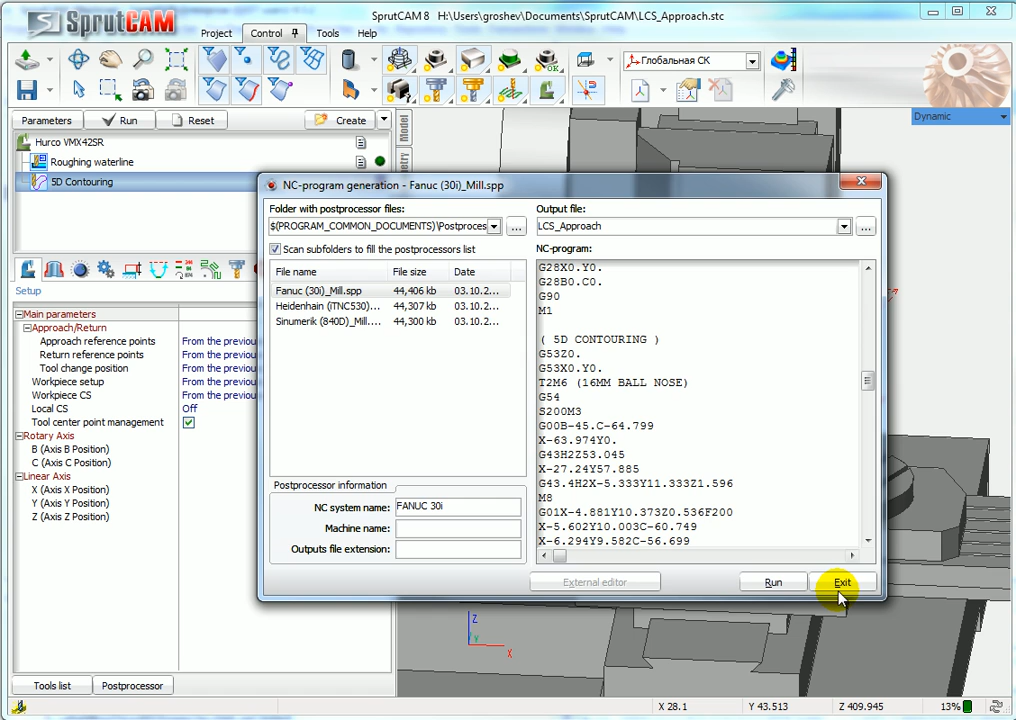 SprutCAM
SprutCAM 8 H:\Users\groshev\Documents\SprutCAM\LCS_Approach.stc
Project
Control
Tools
Help
Глобальная СК
Parameters
Run
Reset
Create
Model
Dynamic
Hurco VMX42SR
Roughing waterline
5D Contouring
Setup
Main parameters
Approach/Return
Approach reference points From the previou
Return reference points From the previou
Tool change position From the previou
Workpiece setup From the previou
Workpiece CS From the previou
Local CS Off
Tool center point management
Rotary Axis
B (Axis B Position)
C (Axis C Position)
Linear Axis
X (Axis X Position)
Y (Axis Y Position)
Z (Axis Z Position)
Tools list
Postprocessor
NC-program generation - Fanuc (30i)_Mill.spp
Folder with postprocessor files:
$(PROGRAM_COMMON_DOCUMENTS)\Postproces
...
Scan subfolders to fill the postprocessors list
File name File size Date
Fanuc (30i)_Mill.spp 44,406 kb 03.10.2...
Heidenhain (iTNC530)... 44,307 kb 03.10.2...
Sinumerik (840D)_Mill.... 44,300 kb 03.10.2...
Postprocessor information
NC system name: FANUC 30i
Machine name:
Outputs file extension:
Output file:
LCS_Approach
...
NC-program:
G28X0.Y0.
G28B0.C0.
G90
M1
( 5D CONTOURING )
G53Z0.
G53X0.Y0.
T2M6 (16MM BALL NOSE)
G54
S200M3
G00B-45.C-64.799
X-63.974Y0.
G43H2Z53.045
X-27.24Y57.885
G43.4H2X-5.333Y11.333Z1.596
M8
G01X-4.881Y10.373Z0.536F200
X-5.602Y10.003C-60.749
X-6.294Y9.582C-56.699
External editor
Run
Exit
Z
Y
X
X 28.1 Y 43.513 Z 409.945 13%